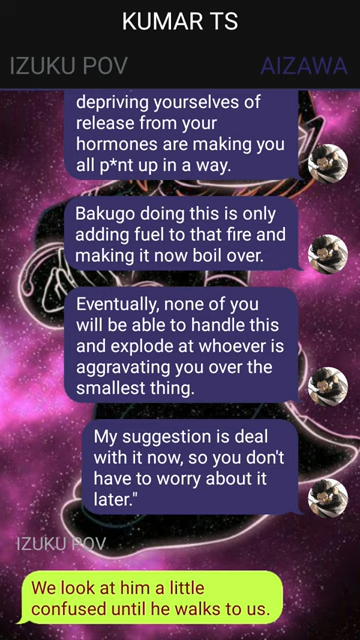 KUMAR TS
IZUKU POV
AIZAWA
depriving yourselves of
release from your
hormones are making you
all p*nt up in a way.
Bakugo doing this is only
adding fuel to that fire and
making it now boil over.
Eventually, none of you
will be able to handle this
and explode at whoever is
aggravating you over the
smallest thing.
My suggestion is deal
with it now, so you don't
have to worry about it
later."
IZUKU POV
We look at him a little
confused until he walks to us.